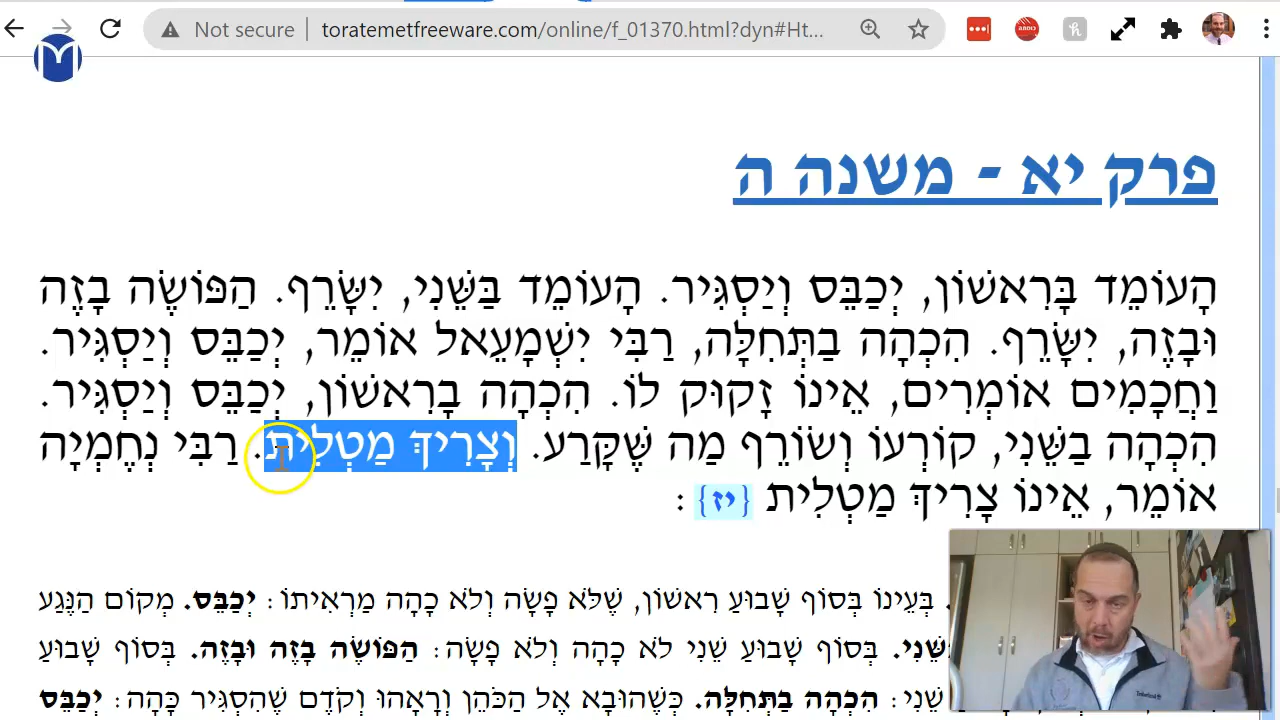 Not secure
toratemetfreeware.com/online/f_01370.html?dyn#Ht...
פרק יא - משנה ה
הָעוֹמֵד בָּרִאשׁוֹן, יְכַבֵּס וְיַסְגִּיר. הָעוֹמֵד בַּשֵּׁנִי, יִשָּׂרֵף. הַפּוֹשֶׂה בָזֶה
וּבָזֶה, יִשָּׂרֵף. הִכְהָה בַתְּחִלָּה, רַבִּי יִשְׁמָעֵאל אוֹמֵר, יְכַבֵּס וְיַסְגִּיר.
וַחֲכָמִים אוֹמְרִים, אֵינוֹ זָקוּק לוֹ. הִכְהָה בָרִאשׁוֹן, יְכַבֵּס וְיַסְגִּיר.
הִכְהָה בַשֵּׁנִי, קוֹרְעוֹ וְשׂוֹרֵף מַה שֶּׁקָּרַע. וְצָרִיךְ מַטְלִית. רַבִּי נְחֶמְיָה
אוֹמֵר, אֵינוֹ צָרִיךְ מַטְלִית {יז} :
בְּעֵינוֹ בְּסוֹף שָׁבוּעַ רִאשׁוֹן, שֶׁלֹּא פָשָׂה וְלֹא כָהָה מַרְאִיתוֹ: יְכַבֵּס. מְקוֹם הַנֶּגַע
בְּסוֹף שָׁבוּעַ שֵׁנִי לֹא כָהָה וְלֹא פָשָׂה: הַפּוֹשֶׂה בָזֶה וּבָזֶה. בְּסוֹף שָׁבוּעַ
שֵׁנִי: הִכְהָה בַתְּחִלָּה. כְּשֶׁהוּבָא אֶל הַכֹּהֵן וְרָאָהוּ וְקֹדֶם שֶׁהִסְגִּיר כָּהָה: יְכַבֵּס